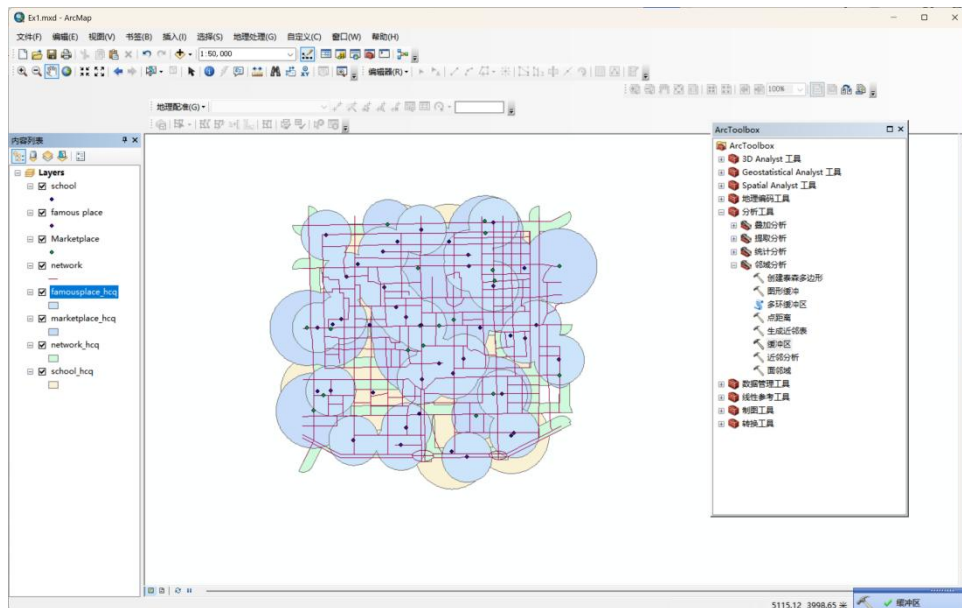 Ex1.mxd - ArcMap
文件(F) 编辑(E) 视图(V) 书签(B) 插入(I) 选择(S) 地理处理(G) 自定义(C) 窗口(W) 帮助(H)
1:50,000
编辑器(R)
100%
地理配准(G)
内容列表
Layers
school
famous place
Marketplace
network
famousplace_hcq
marketplace_hcq
network_hcq
school_hcq
ArcToolbox
ArcToolbox
3D Analyst 工具
Geostatistical Analyst 工具
Spatial Analyst 工具
地理编码工具
分析工具
叠加分析
提取分析
统计分析
邻域分析
创建泰森多边形
图形缓冲
多环缓冲区
点距离
生成近邻表
缓冲区
近邻分析
面邻域
数据管理工具
线性参考工具
制图工具
转换工具
5115.12 3998.65 米
缓冲区